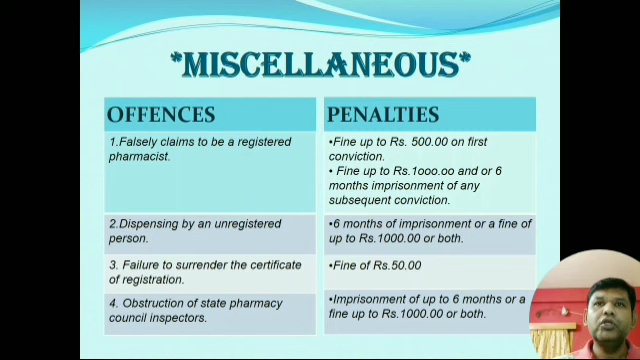 *MISCELLANEOUS*
OFFENCES
PENALTIES
1.Falsely claims to be a registered
pharmacist.
•Fine up to Rs. 500.00 on first
conviction.
• Fine up to Rs.1ooo.oo and or 6
months imprisonment of any
subsequent conviction.
2.Dispensing by an unregistered
person.
•6 months of imprisonment or a fine of
up to Rs.1000.00 or both.
3. Failure to surrender the certificate
of registration.
•Fine of Rs.50.00
4. Obstruction of state pharmacy
council inspectors.
•Imprisonment of up to 6 months or a
fine up to Rs.1000.00 or both.